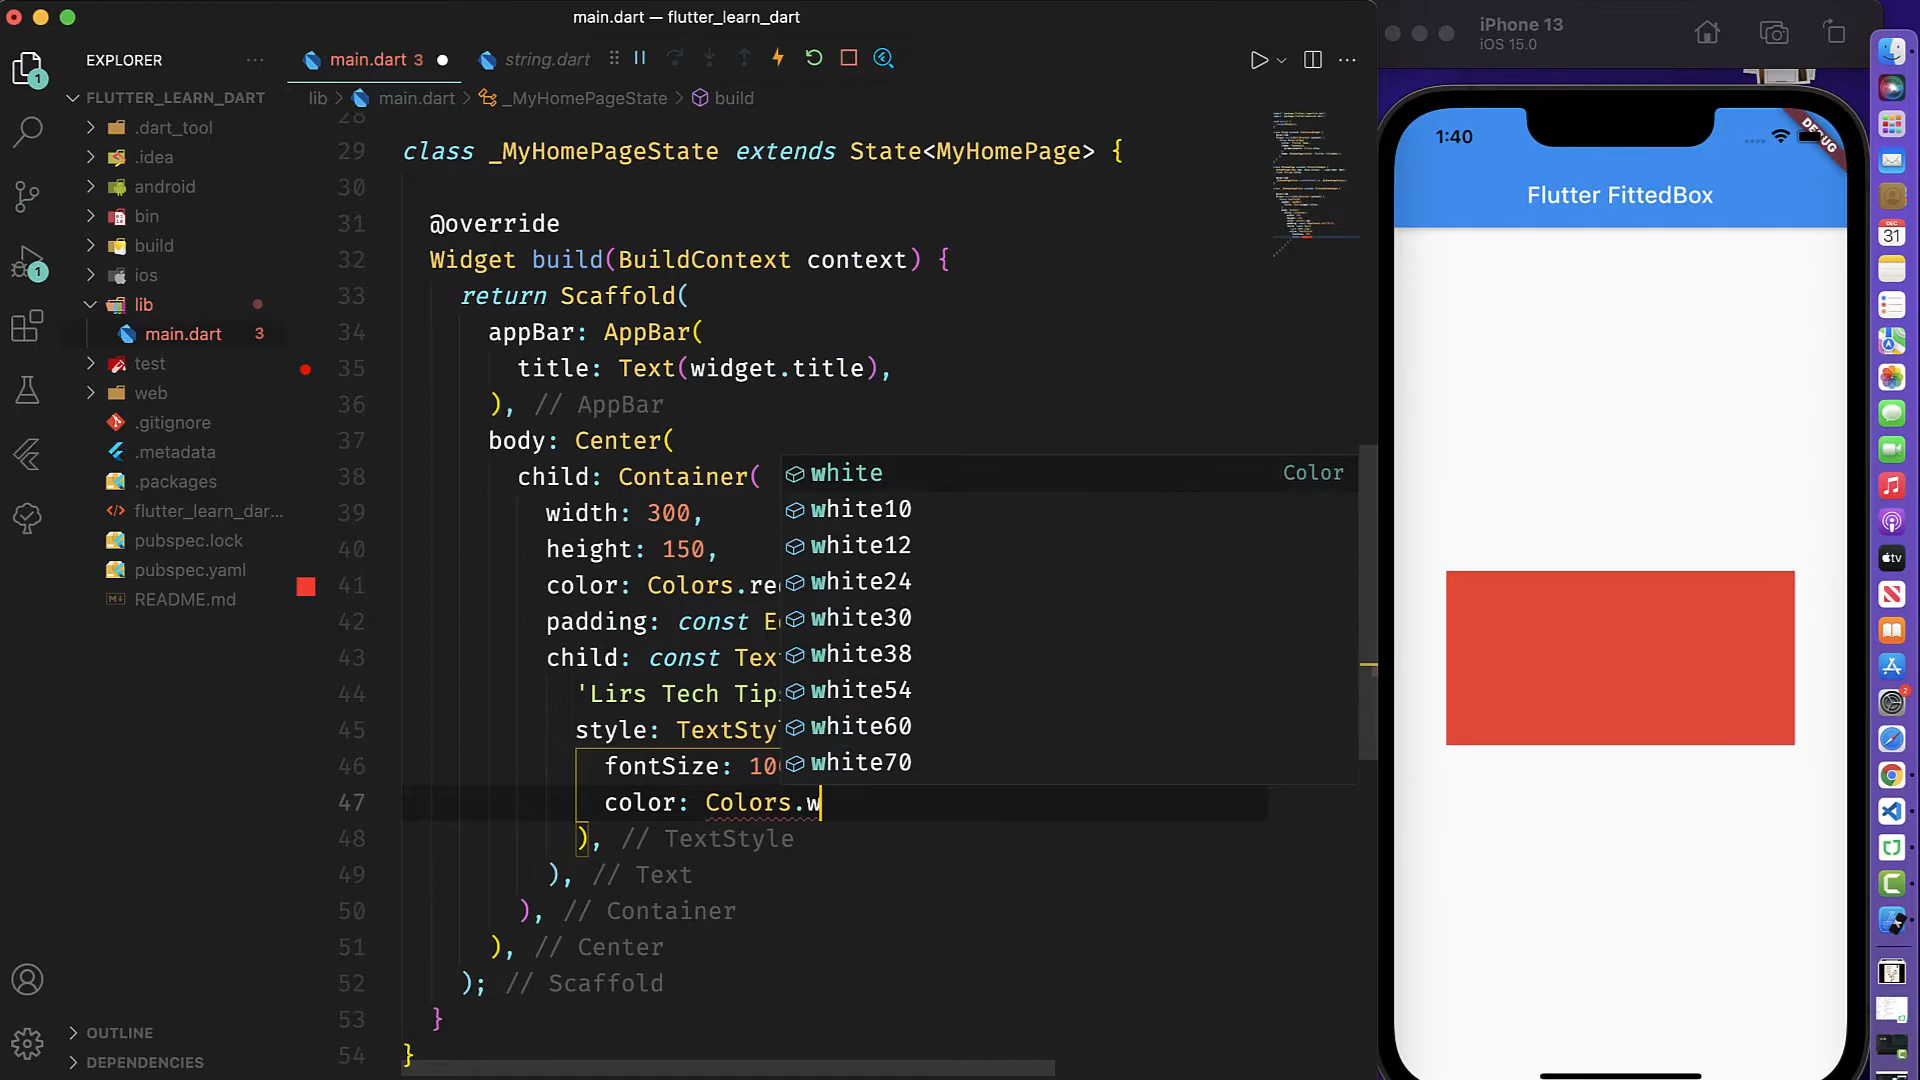 main.dart — flutter_learn_dart
EXPLORER
main.dart 3
string.dart
FLUTTER_LEARN_DART
lib > main.dart > _MyHomePageState > build
.dart_tool
.idea
android
bin
build
ios
lib
main.dart 3
test
web
.gitignore
.metadata
.packages
flutter_learn_dar...
pubspec.lock
pubspec.yaml
README.md
OUTLINE
DEPENDENCIES
1
1
28
29 class _MyHomePageState extends State<MyHomePage> {
30
31 @override
32 Widget build(BuildContext context) {
33 return Scaffold(
34 appBar: AppBar(
35 title: Text(widget.title),
36 ), // AppBar
37 body: Center(
38 child: Container(
39 width: 300,
40 height: 150,
41 color: Colors.re
42 padding: const E
43 child: const Tex
44 'Lirs Tech Tip
45 style: TextSty
46 fontSize: 10
47 color: Colors.w
48 ), // TextStyle
49 ), // Text
50 ), // Container
51 ), // Center
52 ); // Scaffold
53 }
54 }
white Color
white10
white12
white24
white30
white38
white54
white60
white70
iPhone 13
iOS 15.0
1:40
DEBUG
Flutter FittedBox
DEC
31
tv
2